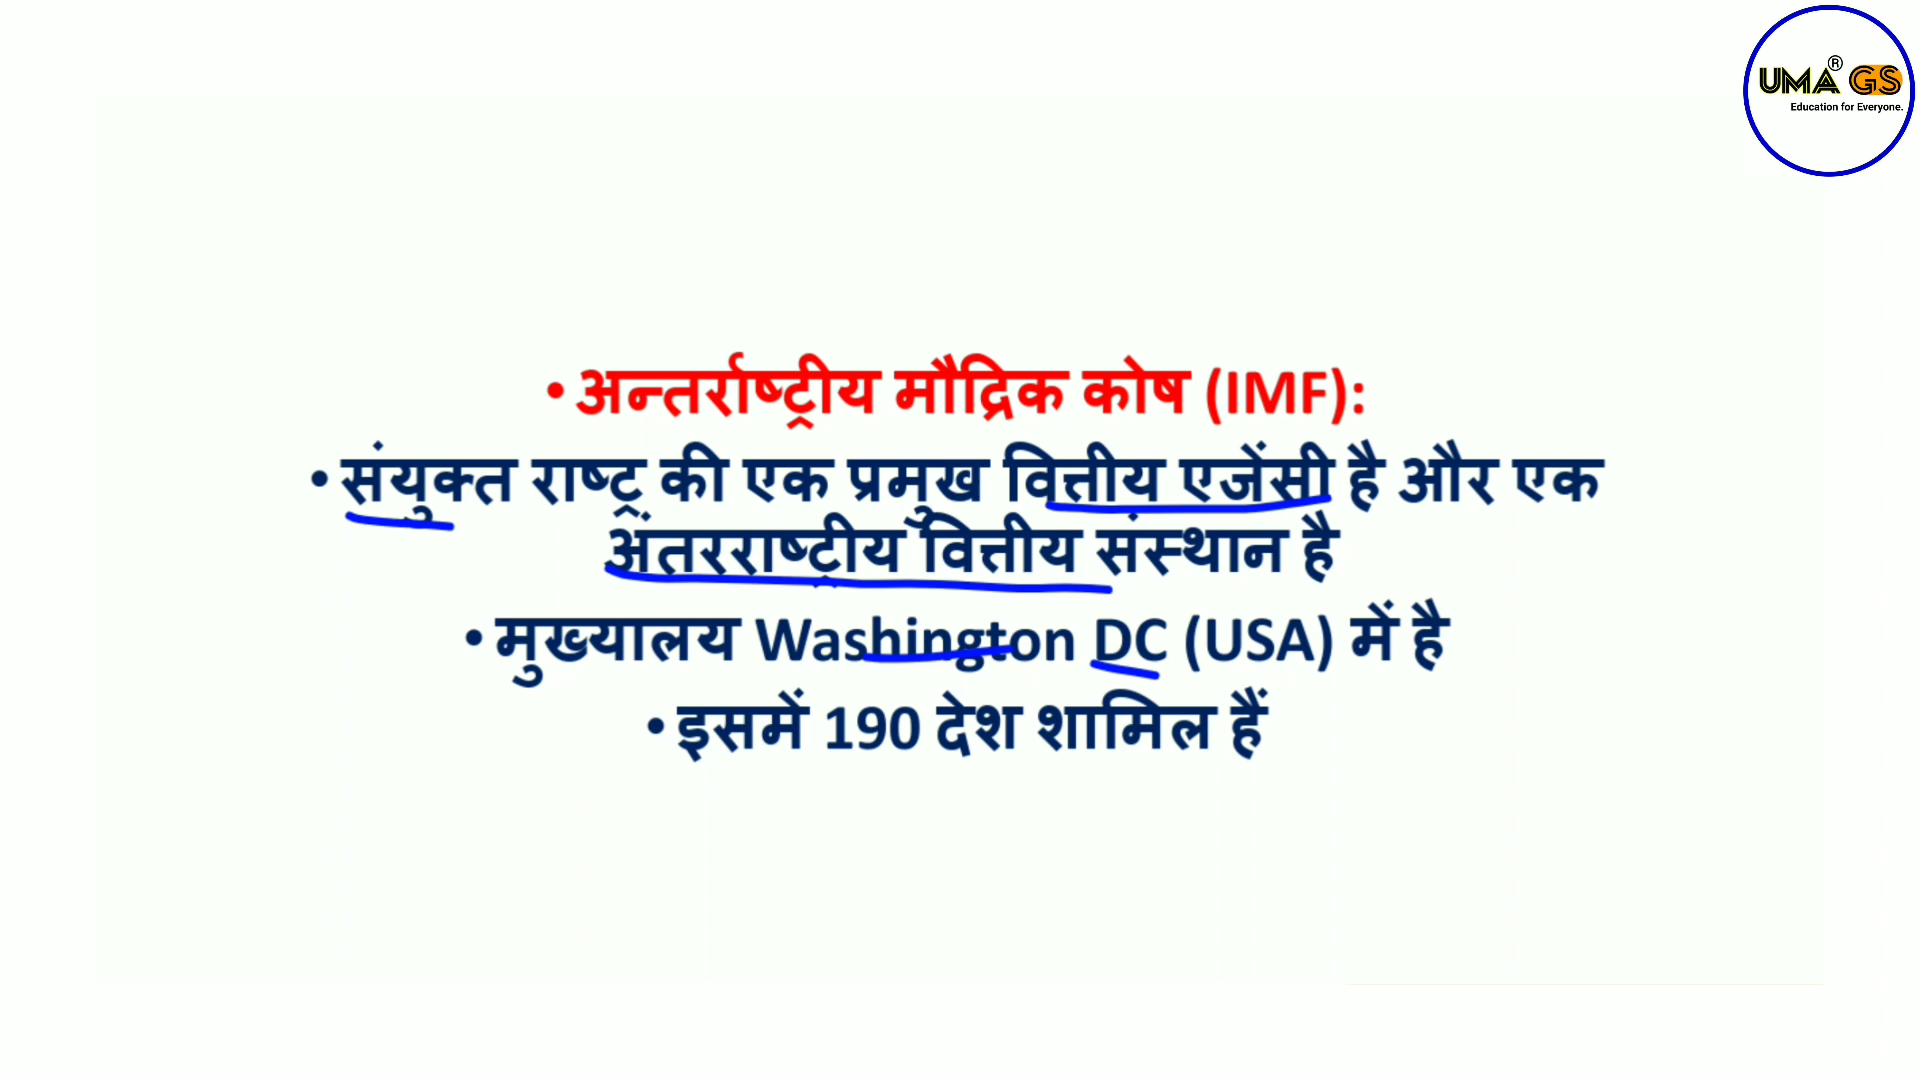 UMA® GS
Education for Everyone.
• अन्तर्राष्ट्रीय मौद्रिक कोष (IMF):
• संयुक्त राष्ट्र की एक प्रमुख वित्तीय एजेंसी है और एक
अंतरराष्ट्रीय वित्तीय संस्थान है
• मुख्यालय Washington DC (USA) में है
• इसमें 190 देश शामिल हैं